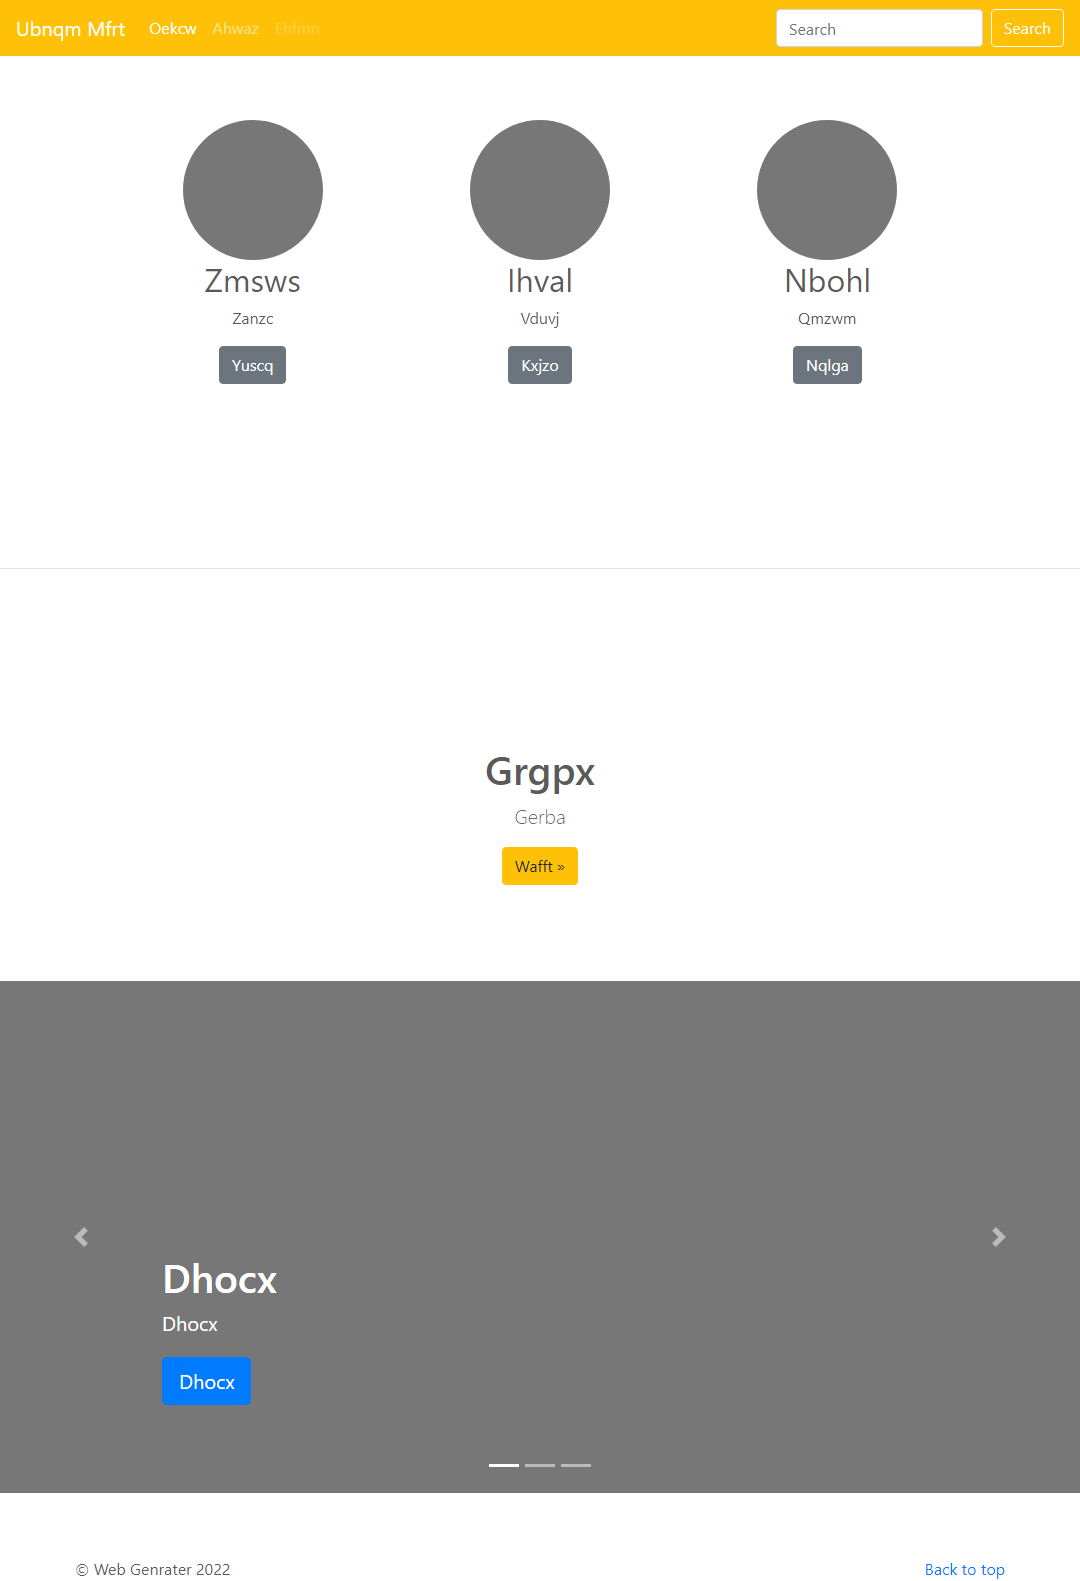 Ubnqm Mfrt Oekcw Ahwaz Ehfmn Search Search
Zmsws Ihval Nbohl
Zanzc Vduvj Qmzwm
Yuscq Kxjzo Nqlga
Grgpx
Gerba
Wafft »
Dhocx
Dhocx
Dhocx
© Web Genrater 2022 Back to top